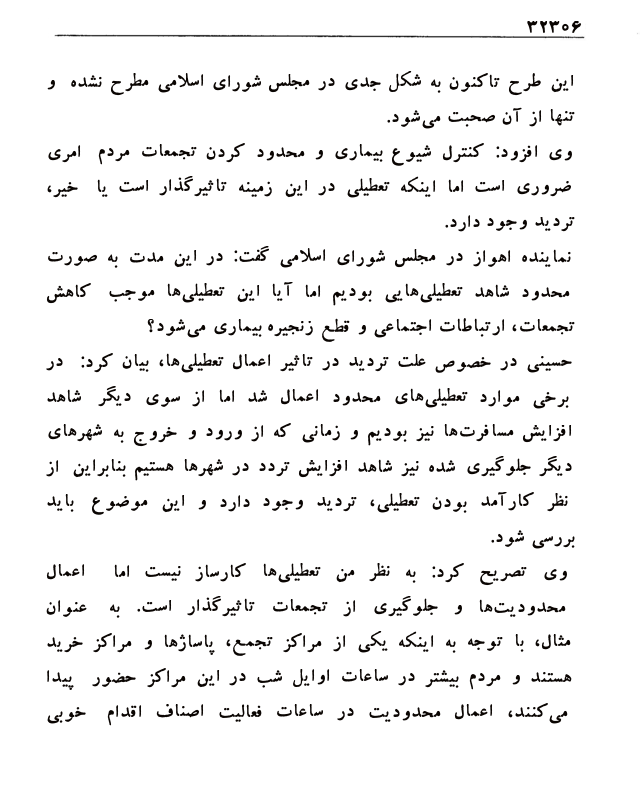 ۳۲۳۰۶
این طرح تاکنون به شکل جدی در مجلس شورای اسلامی مطرح نشده و
تنها از آن صحبت می‌شود.
وی افزود: کنترل شیوع بیماری و محدود کردن تجمعات مردم امری
ضروری است اما اینکه تعطیلی در این زمینه تاثیرگذار است یا خیر،
تردید وجود دارد.
نماینده اهواز در مجلس شورای اسلامی گفت: در این مدت به صورت
محدود شاهد تعطیلی‌هایی بودیم اما آیا این تعطیلی‌ها موجب کاهش
تجمعات، ارتباطات اجتماعی و قطع زنجیره بیماری می‌شود؟
حسینی در خصوص علت تردید در تاثیر اعمال تعطیلی‌ها، بیان کرد: در
برخی موارد تعطیلی‌های محدود اعمال شد اما از سوی دیگر شاهد
افزایش مسافرت‌ها نیز بودیم و زمانی که از ورود و خروج به شهرهای
دیگر جلوگیری شده نیز شاهد افزایش تردد در شهرها هستیم بنابراین از
نظر کارآمد بودن تعطیلی، تردید وجود دارد و این موضوع باید
بررسی شود.
وی تصریح کرد: به نظر من تعطیلی‌ها کارساز نیست اما اعمال
محدودیت‌ها و جلوگیری از تجمعات تاثیرگذار است. به عنوان
مثال، با توجه به اینکه یکی از مراکز تجمع، پاساژها و مراکز خرید
هستند و مردم بیشتر در ساعات اوایل شب در این مراکز حضور پیدا
می‌کنند، اعمال محدودیت در ساعات فعالیت اصناف اقدام خوبی